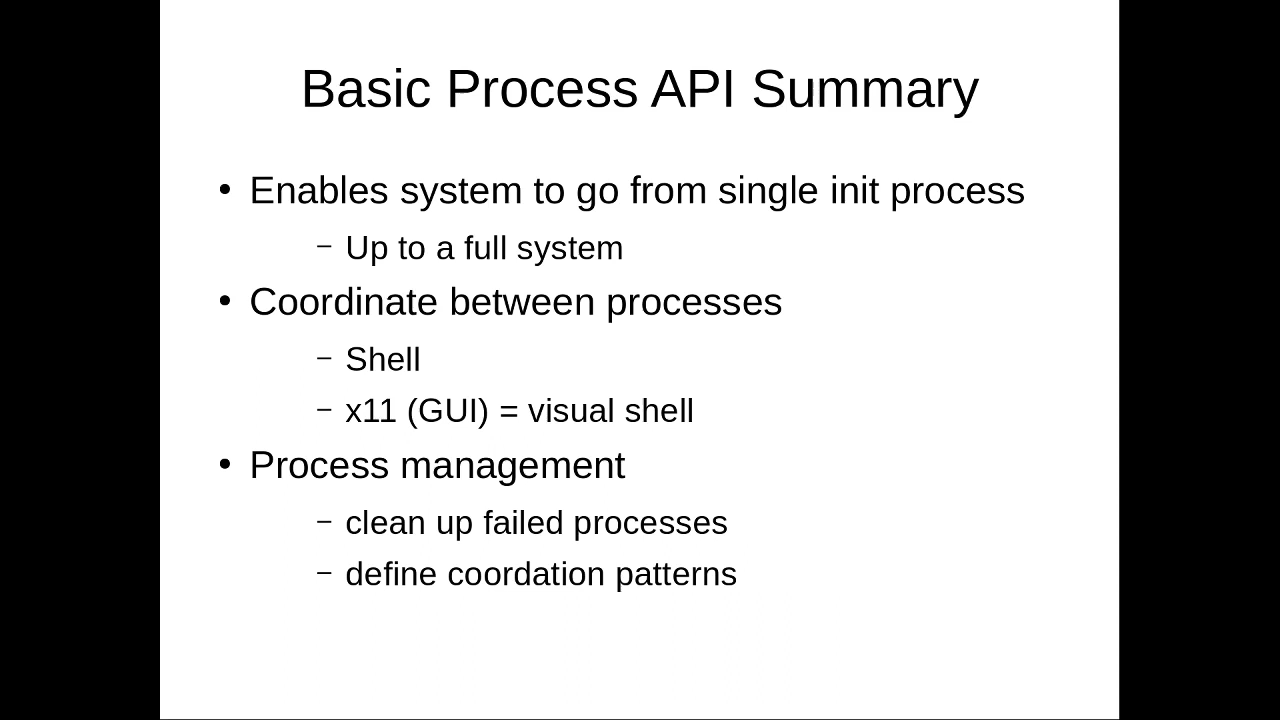 Basic Process API Summary
• Enables system to go from single init process
– Up to a full system
• Coordinate between processes
– Shell
– x11 (GUI) = visual shell
• Process management
– clean up failed processes
– define coordation patterns